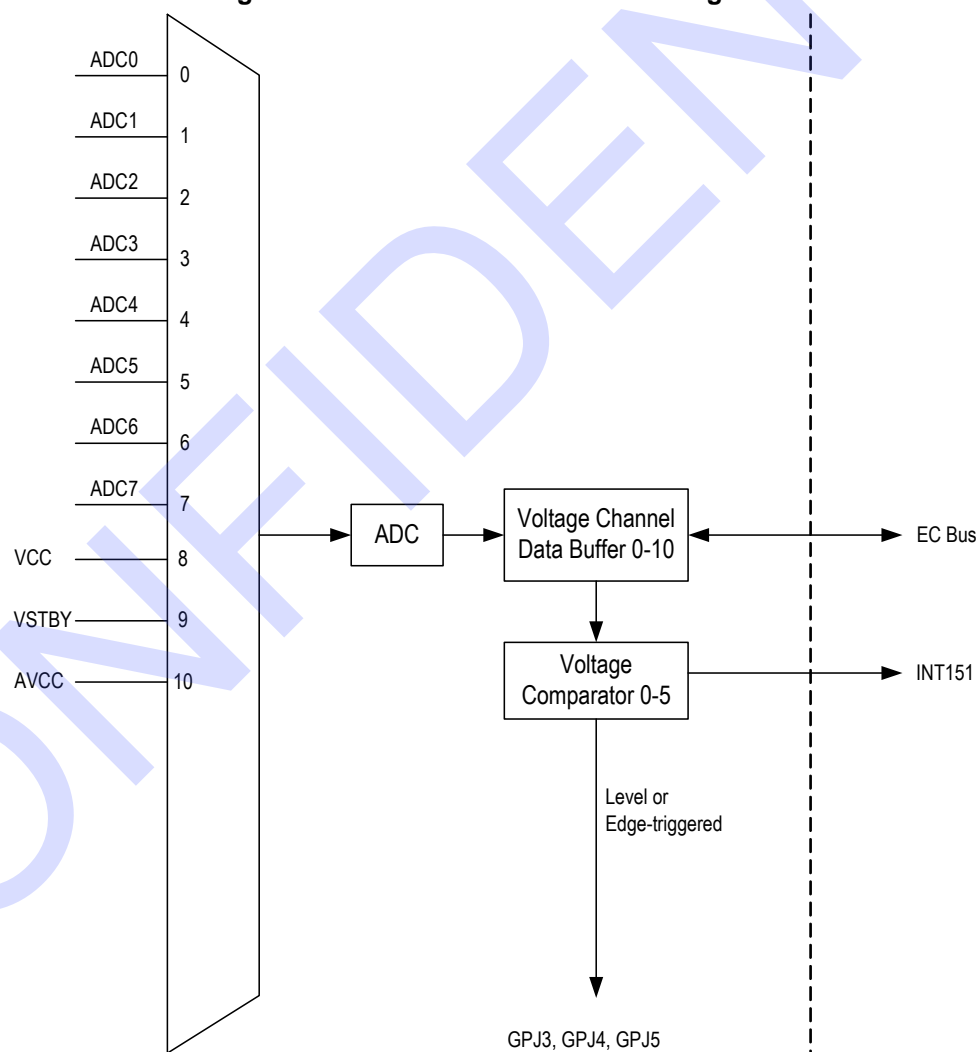 ADC0
0
ADC1
1
ADC2
2
ADC3
3
ADC4
4
ADC5
5
ADC6
6
ADC7
7
VCC
8
VSTBY
9
AVCC
10
ADC
Voltage Channel
Data Buffer 0-10
EC Bus
Voltage
Comparator 0-5
INT151
Level or
Edge-triggered
GPJ3, GPJ4, GPJ5
ONFIDEN